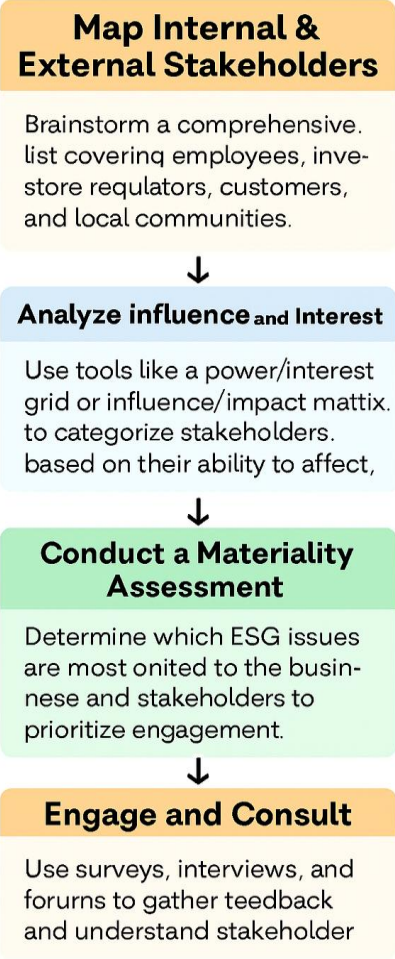 Map Internal &
External Stakeholders
Brainstorm a comprehensive.
list coverinq employees, inve-
store requlators, customers,
and local communities.
Analyze influence and Interest
Use tools like a power/interest
grid or influence/impact mattix.
to categorize stakeholders.
based on their ability to affect,
Conduct a Materiality
Assessment
Determine which ESG issues
are most onited to the busin-
nese and stakeholders to
prioritize engagement.
Engage and Consult
Use surveys, interviews, and
forurns to gather teedback
and understand stakeholder